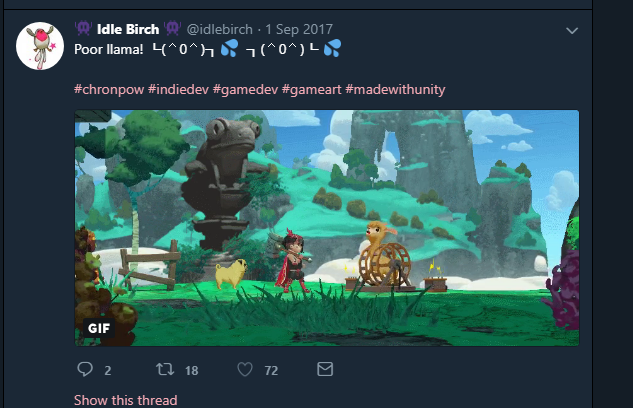 👾 Idle Birch 👾 @idlebirch · 1 Sep 2017
Poor llama! ┗(^0^)┓💦 ┓(^0^)┗💦
#chronpow #indiedev #gamedev #gameart #madewithunity
GIF
2 18 72
Show this thread